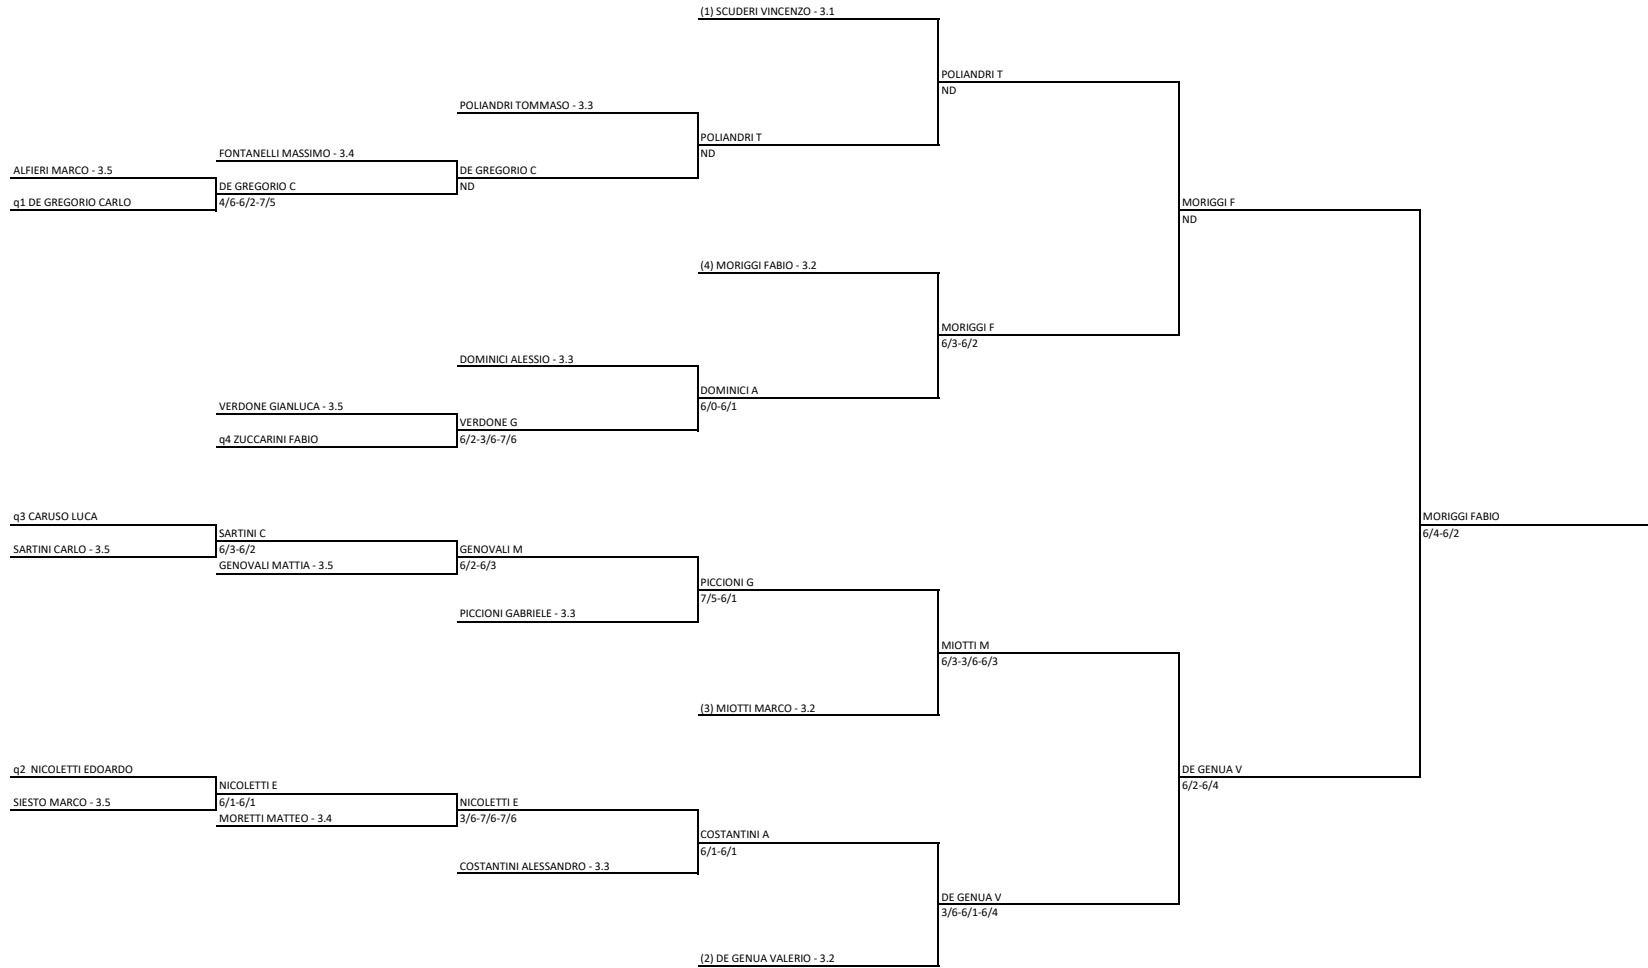 (1) SCUDERI VINCENZO - 3.1
POLIANDRI T
ND
POLIANDRI TOMMASO - 3.3
POLIANDRI T
ND
FONTANELLI MASSIMO - 3.4
ALFIERI MARCO - 3.5
DE GREGORIO C
ND
DE GREGORIO C
4/6-6/2-7/5
q1 DE GREGORIO CARLO
MORIGGI F
ND
(4) MORIGGI FABIO - 3.2
MORIGGI F
6/3-6/2
DOMINICI ALESSIO - 3.3
DOMINICI A
6/0-6/1
VERDONE GIANLUCA - 3.5
VERDONE G
6/2-3/6-7/6
q4 ZUCCARINI FABIO
q3 CARUSO LUCA
MORIGGI FABIO
6/4-6/2
SARTINI C
6/3-6/2
SARTINI CARLO - 3.5
GENOVALI M
6/2-6/3
GENOVALI MATTIA - 3.5
PICCIONI G
7/5-6/1
PICCIONI GABRIELE - 3.3
MIOTTI M
6/3-3/6-6/3
(3) MIOTTI MARCO - 3.2
q2  NICOLETTI EDOARDO
DE GENUA V
6/2-6/4
NICOLETTI E
6/1-6/1
SIESTO MARCO - 3.5
NICOLETTI E
3/6-7/6-7/6
MORETTI MATTEO - 3.4
COSTANTINI A
6/1-6/1
COSTANTINI ALESSANDRO - 3.3
DE GENUA V
3/6-6/1-6/4
(2) DE GENUA VALERIO - 3.2